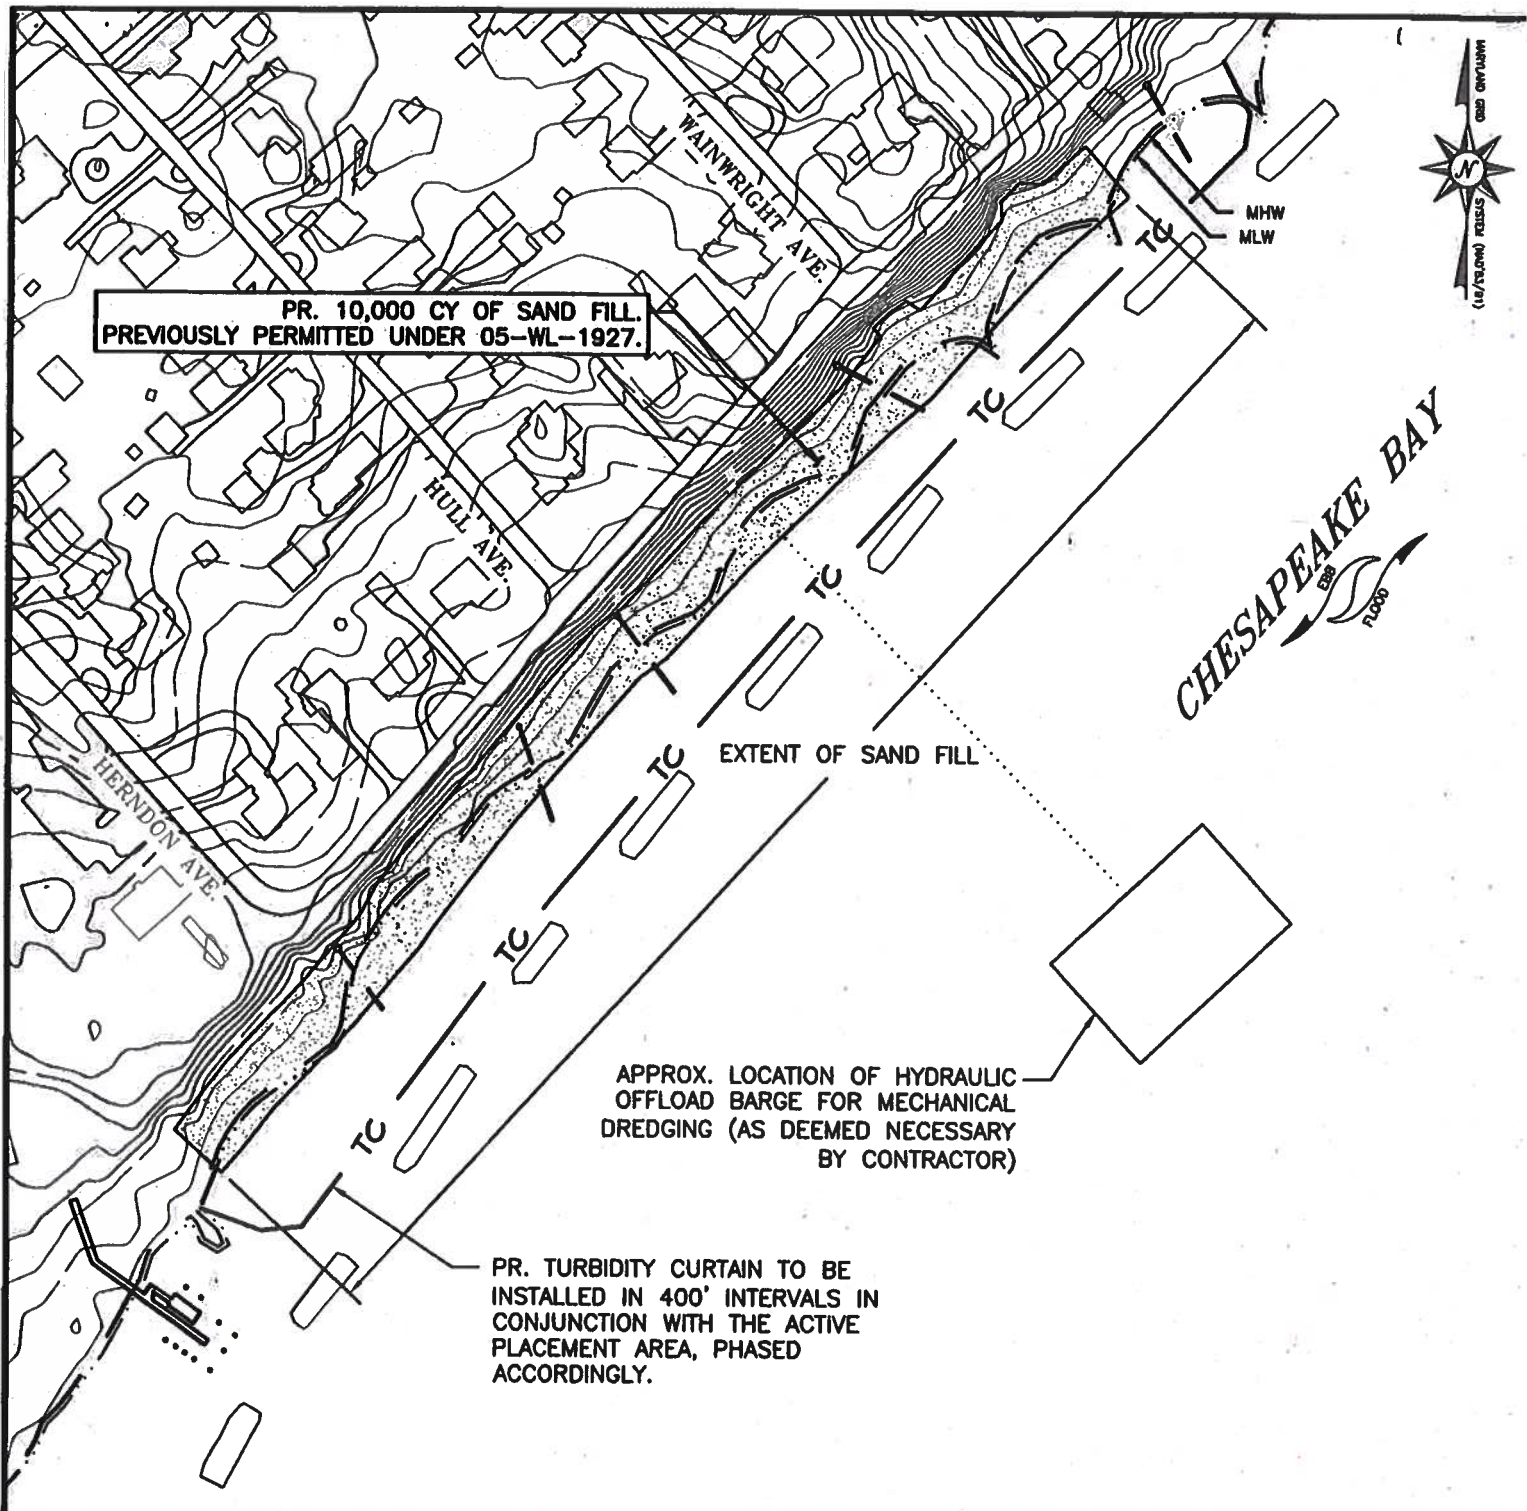 MARYLAND GRID
N
SYSTEM (NAD'83/91)
WAINWRIGHT AVE.
MHW
MLW
TC
PR. 10,000 CY OF SAND FILL.
PREVIOUSLY PERMITTED UNDER 05-WL-1927.
TC
CHESAPEAKE BAY
EBB
FLOOD
HULL AVE.
TC
TC
EXTENT OF SAND FILL
HERNDON AVE.
TC
TC
APPROX. LOCATION OF HYDRAULIC
OFFLOAD BARGE FOR MECHANICAL
DREDGING (AS DEEMED NECESSARY
BY CONTRACTOR)
PR. TURBIDITY CURTAIN TO BE
INSTALLED IN 400' INTERVALS IN
CONJUNCTION WITH THE ACTIVE
PLACEMENT AREA, PHASED
ACCORDINGLY.